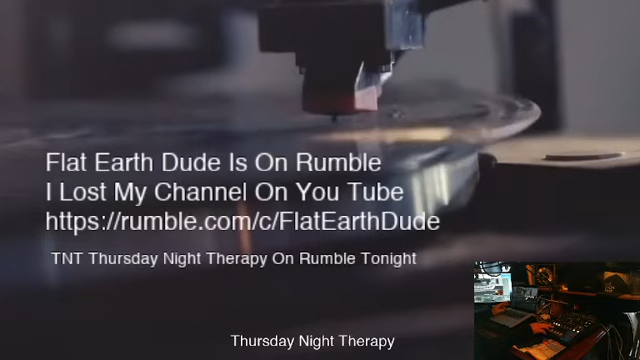 Flat Earth Dude Is On Rumble
I Lost My Channel On You Tube
https://rumble.com/c/FlatEarthDude
TNT Thursday Night Therapy On Rumble Tonight
Thursday Night Therapy